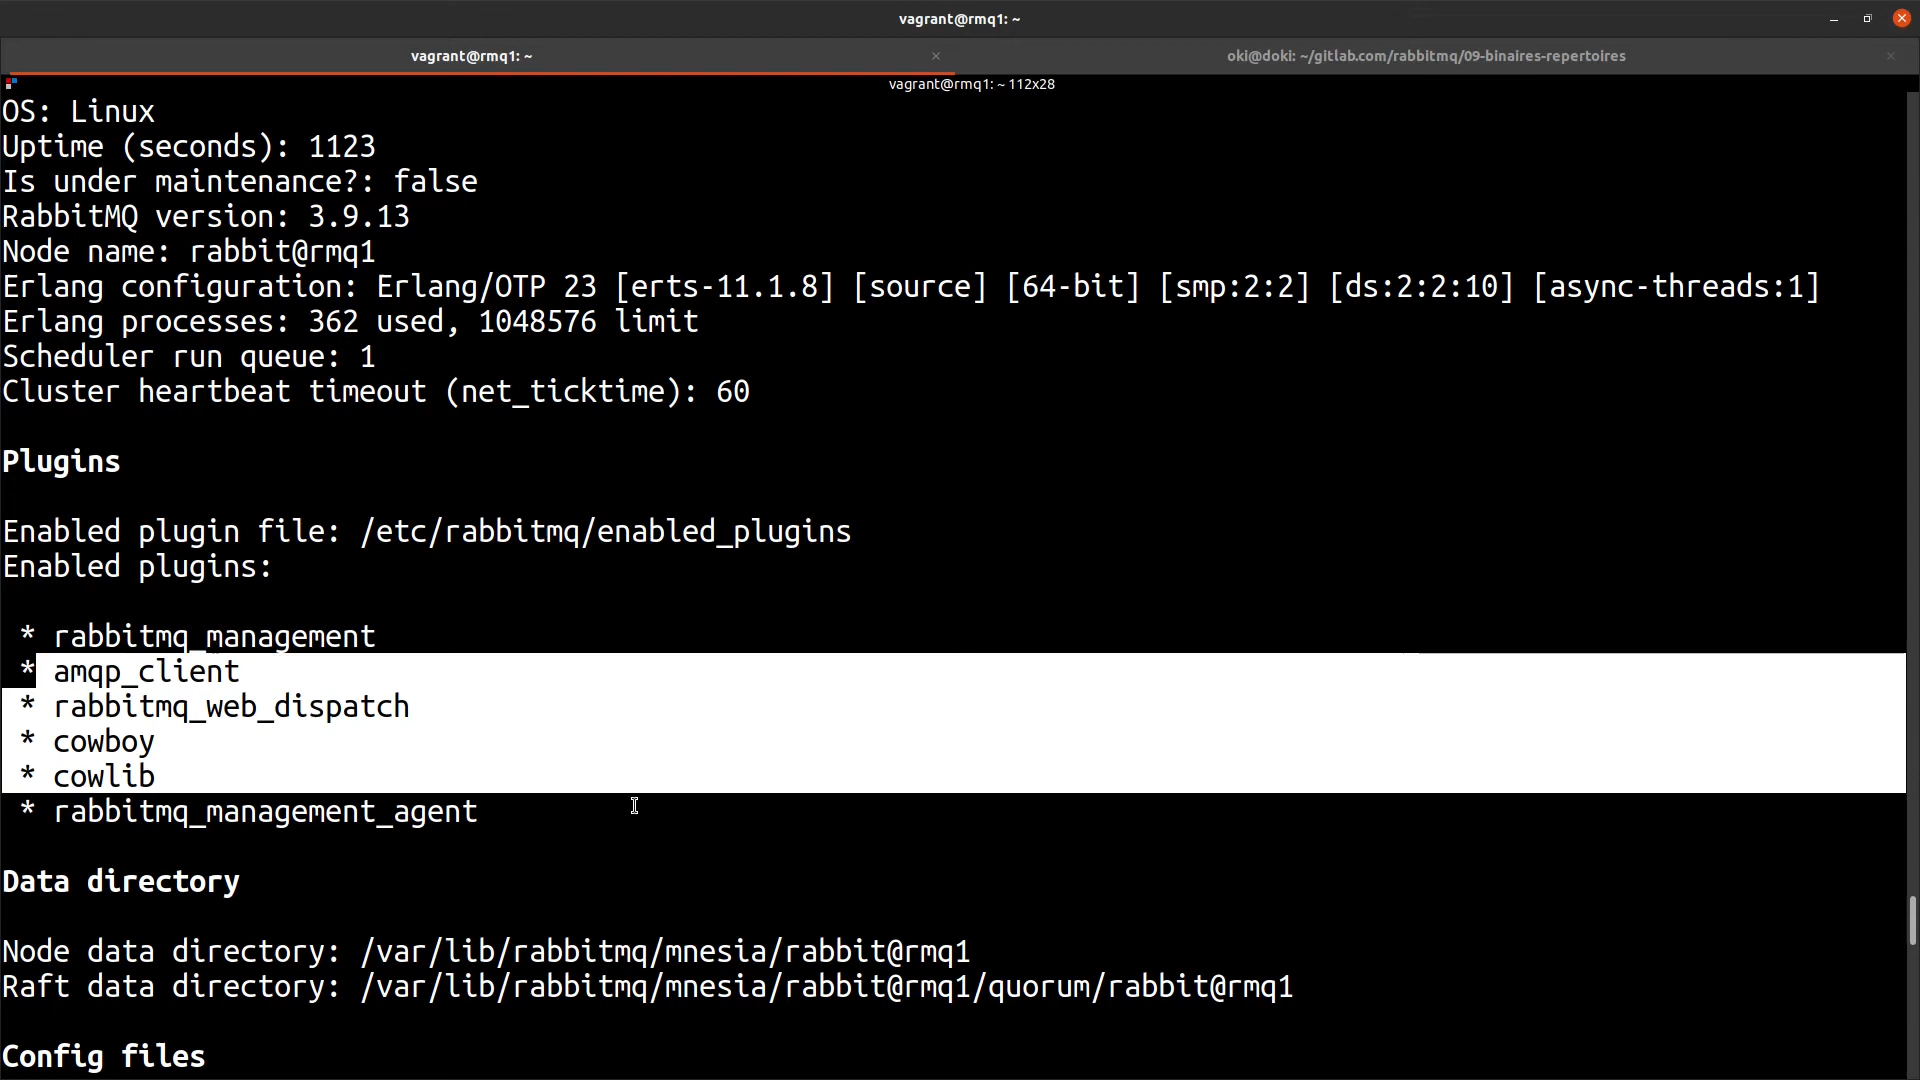 vagrant@rmq1: ~
vagrant@rmq1: ~
oki@doki: ~/gitlab.com/rabbitmq/09-binaires-repertoires
vagrant@rmq1: ~ 112x28
OS: Linux
Uptime (seconds): 1123
Is under maintenance?: false
RabbitMQ version: 3.9.13
Node name: rabbit@rmq1
Erlang configuration: Erlang/OTP 23 [erts-11.1.8] [source] [64-bit] [smp:2:2] [ds:2:2:10] [async-threads:1]
Erlang processes: 362 used, 1048576 limit
Scheduler run queue: 1
Cluster heartbeat timeout (net_ticktime): 60
Plugins
Enabled plugin file: /etc/rabbitmq/enabled_plugins
Enabled plugins:
* rabbitmq_management
* amqp_client
* rabbitmq_web_dispatch
* cowboy
* cowlib
* rabbitmq_management_agent
Data directory
Node data directory: /var/lib/rabbitmq/mnesia/rabbit@rmq1
Raft data directory: /var/lib/rabbitmq/mnesia/rabbit@rmq1/quorum/rabbit@rmq1
Config files